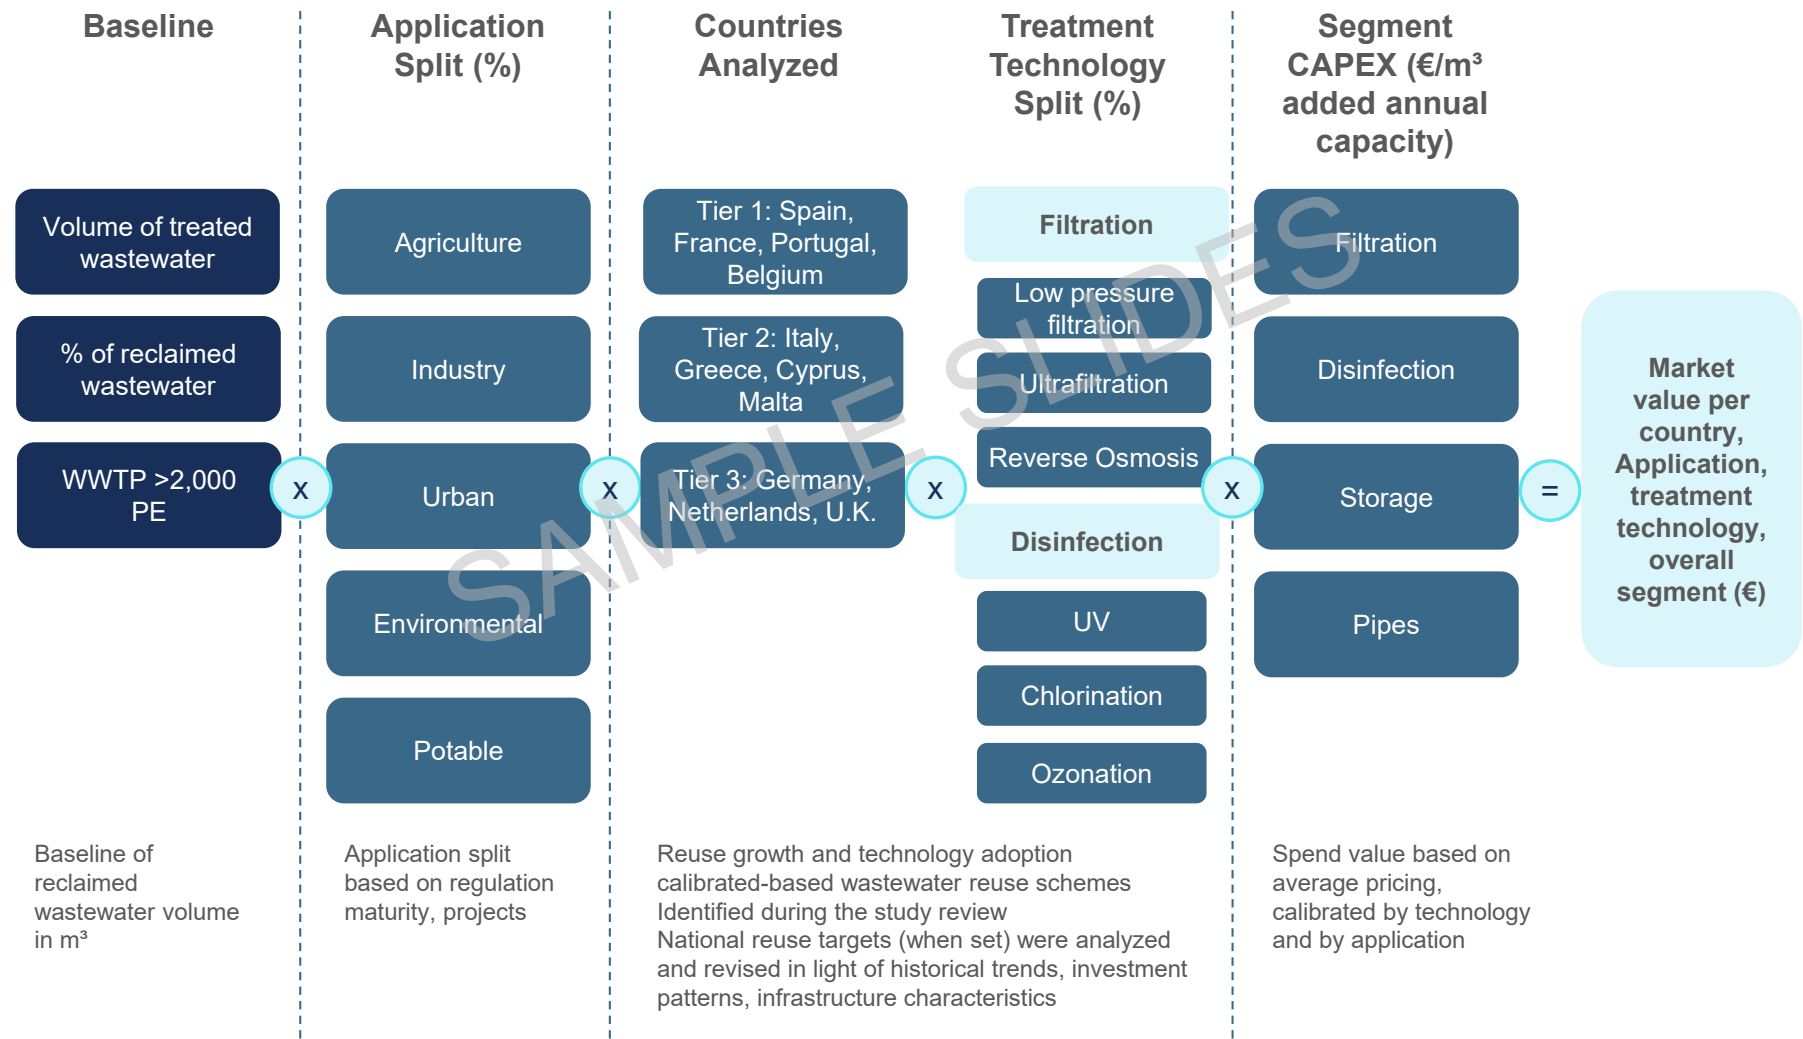 Baseline
Application
Split (%)
Countries
Analyzed
Treatment
Technology
Split (%)
Segment
CAPEX (€/m³
added annual
capacity)
Volume of treated
wastewater
% of reclaimed
wastewater
WWTP >2,000
PE
x
Agriculture
Industry
Urban
Environmental
Potable
x
Tier 1: Spain,
France, Portugal,
Belgium
Tier 2: Italy,
Greece, Cyprus,
Malta
Tier 3: Germany,
Netherlands, U.K.
x
Filtration
Low pressure
filtration
Ultrafiltration
Reverse Osmosis
Disinfection
UV
Chlorination
Ozonation
x
Filtration
Disinfection
Storage
Pipes
=
Market
value per
country,
Application,
treatment
technology,
overall
segment (€)
SAMPLE SLIDES
Baseline of
reclaimed
wastewater volume
in m³
Application split
based on regulation
maturity, projects
Reuse growth and technology adoption
calibrated-based wastewater reuse schemes
Identified during the study review
National reuse targets (when set) were analyzed
and revised in light of historical trends, investment
patterns, infrastructure characteristics
Spend value based on
average pricing,
calibrated by technology
and by application